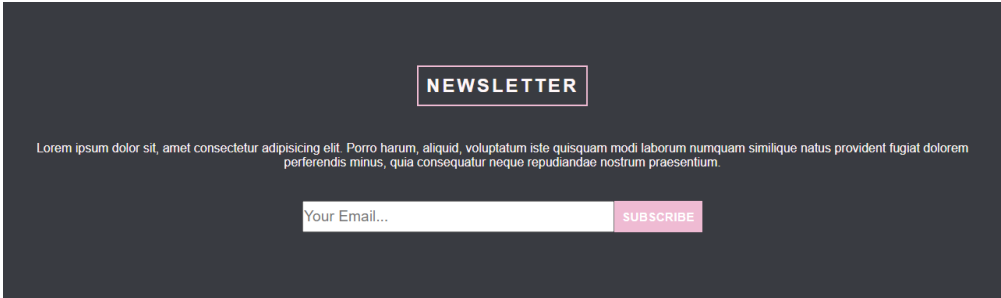 NEWSLETTER
Lorem ipsum dolor sit, amet consectetur adipisicing elit. Porro harum, aliquid, voluptatum iste quisquam modi laborum numquam similique natus provident fugiat dolorem
perferendis minus, quia consequatur neque repudiandae nostrum praesentium.
Your Email... SUBSCRIBE